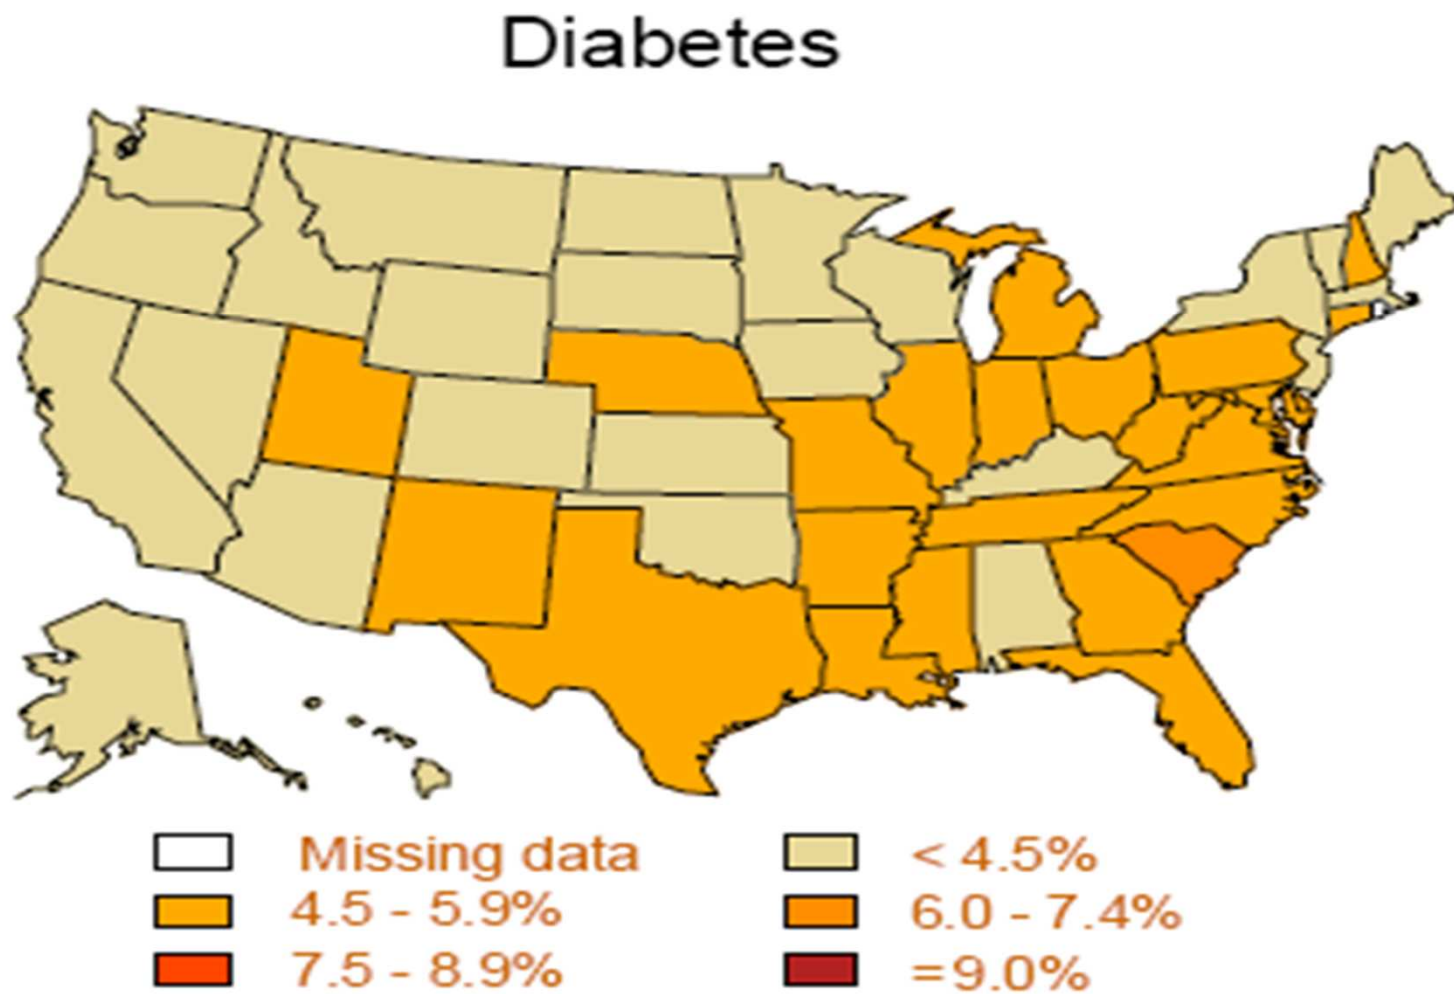 Diabetes
Missing data
< 4.5%
4.5 - 5.9%
6.0 - 7.4%
7.5 - 8.9%
=9.0%